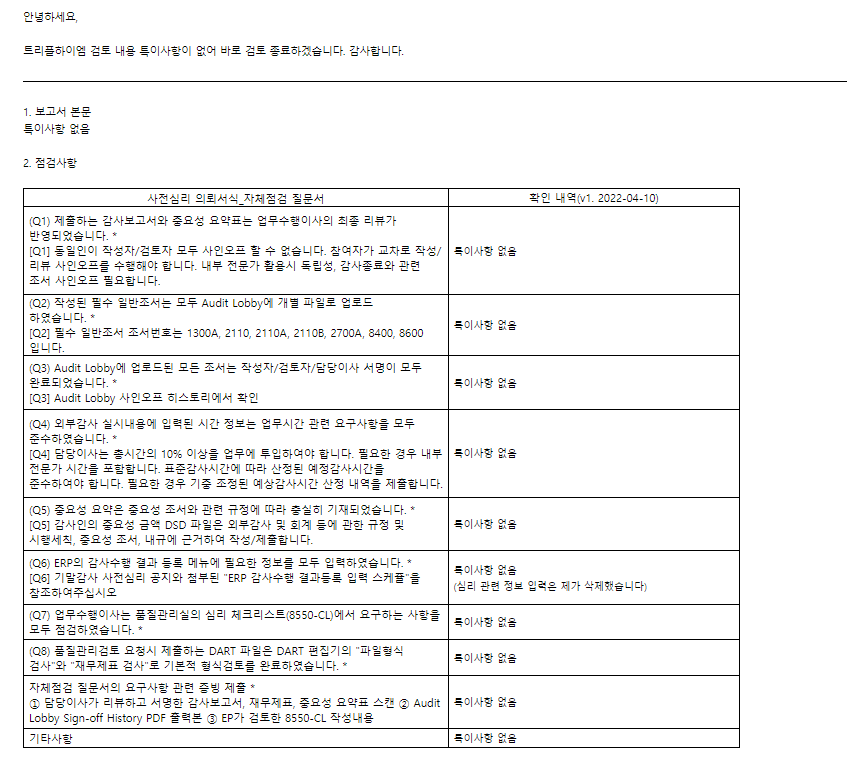 안녕하세요,
트리플하이엠 검토 내용 특이사항이 없어 바로 검토 종료하겠습니다. 감사합니다.
1. 보고서 본문
특이사항 없음
2. 점검사항
사전심리 의뢰서식_자체점검 질문서
확인 내역(v1. 2022-04-10)
(Q1) 제출하는 감사보고서와 중요성 요약표는 업무수행이사의 최종 리뷰가
반영되었습니다. *
[Q1] 동일인이 작성자/검토자 모두 사인오프 할 수 없습니다. 참여자가 교차로 작성/
리뷰 사인오프를 수행해야 합니다. 내부 전문가 활용시 독립성, 감사종료와 관련
조서 사인오프 필요합니다.
특이사항 없음
(Q2) 작성된 필수 일반조서는 모두 Audit Lobby에 개별 파일로 업로드
하였습니다. *
[Q2] 필수 일반조서 조서번호는 1300A, 2110, 2110A, 2110B, 2700A, 8400, 8600
입니다.
특이사항 없음
(Q3) Audit Lobby에 업로드된 모든 조서는 작성자/검토자/담당이사 서명이 모두
완료되었습니다. *
[Q3] Audit Lobby 사인오프 히스토리에서 확인
특이사항 없음
(Q4) 외부감사 실시내용에 입력된 시간 정보는 업무시간 관련 요구사항을 모두
준수하였습니다. *
[Q4] 담당이사는 총시간의 10% 이상을 업무에 투입하여야 합니다. 필요한 경우 내부
전문가 시간을 포함합니다. 표준감사시간에 따라 산정된 예정감사시간을
준수하여야 합니다. 필요한 경우 기중 조정된 예상감사시간 산정 내역을 제출합니다.
특이사항 없음
(Q5) 중요성 요약은 중요성 조서와 관련 규정에 따라 충실히 기재되었습니다. *
[Q5] 감사인의 중요성 금액 DSD 파일은 외부감사 및 회계 등에 관한 규정 및
시행세칙, 중요성 조서, 내규에 근거하여 작성/제출합니다.
특이사항 없음
(Q6) ERP의 감사수행 결과 등록 메뉴에 필요한 정보를 모두 입력하였습니다. *
[Q6] 기말감사 사전심리 공지와 첨부된 "ERP 감사수행 결과등록 입력 스케쥴"을
참조하여주십시오
특이사항 없음
(심리 관련 정보 입력은 제가 삭제했습니다)
(Q7) 업무수행이사는 품질관리실의 심리 체크리스트(8550-CL)에서 요구하는 사항을
모두 점검하였습니다. *
특이사항 없음
(Q8) 품질관리검토 요청시 제출하는 DART 파일은 DART 편집기의 "파일형식
검사"와 "재무제표 검사"로 기본적 형식검토를 완료하였습니다. *
특이사항 없음
자체점검 질문서의 요구사항 관련 증빙 제출 *
① 담당이사가 리뷰하고 서명한 감사보고서, 재무제표, 중요성 요약표 스캔 ② Audit
Lobby Sign-off History PDF 출력본 ③ EP가 검토한 8550-CL 작성내용
특이사항 없음
기타사항
특이사항 없음